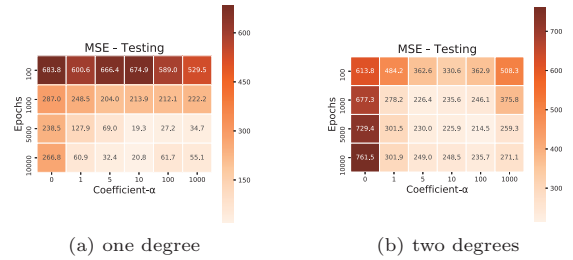 MSE - Testing
Epochs
100 683.8 600.6 666.4 674.9 589.0 529.5
1000 287.0 248.5 204.0 213.9 212.1 222.2
5000 238.5 127.9 69.0 19.3 27.2 34.7
10000 266.8 60.9 32.4 20.8 61.7 55.1
0 1 5 10 100 1000
Coefficient-α
600
450
300
150
(a) one degree
MSE - Testing
Epochs
100 613.8 484.2 362.6 330.6 362.9 508.3
1000 677.3 278.2 226.4 235.6 246.1 375.8
5000 729.4 301.5 230.0 225.9 214.5 259.3
10000 761.5 301.9 249.0 248.5 235.7 271.1
0 1 5 10 100 1000
Coefficient-α
700
600
500
400
300
(b) two degrees